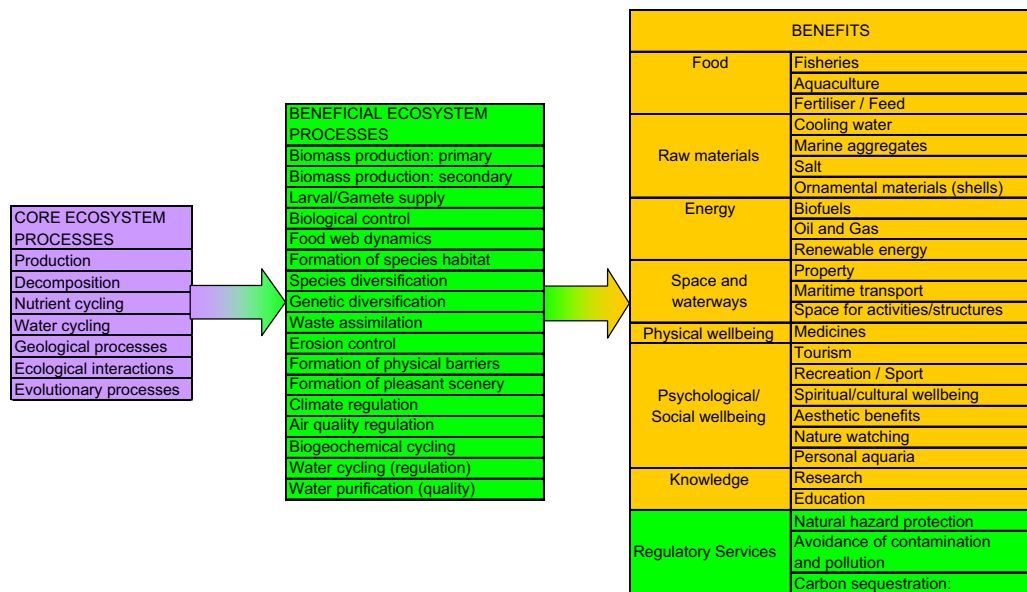 CORE ECOSYSTEM
PROCESSES
Production
Decomposition
Nutrient cycling
Water cycling
Geological processes
Ecological interactions
Evolutionary processes
BENEFICIAL ECOSYSTEM
PROCESSES
Biomass production: primary
Biomass production: secondary
Larval/Gamete supply
Biological control
Food web dynamics
Formation of species habitat
Species diversification
Genetic diversification
Waste assimilation
Erosion control
Formation of physical barriers
Formation of pleasant scenery
Climate regulation
Air quality regulation
Biogeochemical cycling
Water cycling (regulation)
Water purification (quality)
BENEFITS
Food
Fisheries
Aquaculture
Fertiliser / Feed
Raw materials
Cooling water
Marine aggregates
Salt
Ornamental materials (shells)
Energy
Biofuels
Oil and Gas
Renewable energy
Space and
waterways
Property
Maritime transport
Space for activities/structures
Physical wellbeing
Medicines
Psychological/
Social wellbeing
Tourism
Recreation / Sport
Spiritual/cultural wellbeing
Aesthetic benefits
Nature watching
Personal aquaria
Knowledge
Research
Education
Regulatory Services
Natural hazard protection
Avoidance of contamination
and pollution
Carbon sequestration: